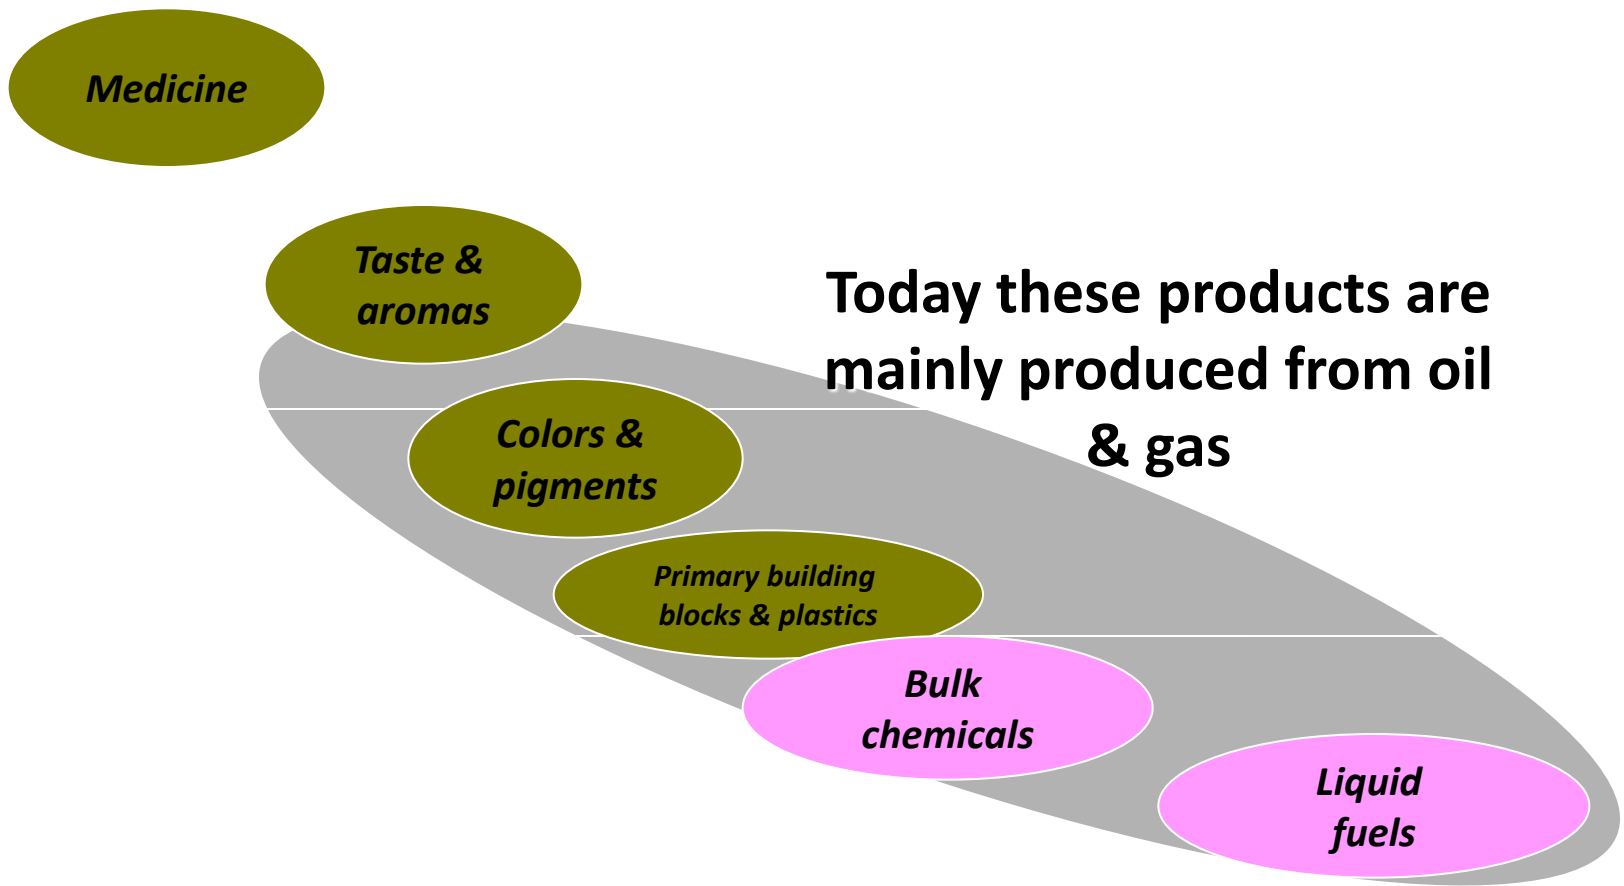 Medicine
Taste &
aromas
Today these products are
mainly produced from oil
& gas
Colors &
pigments
Primary building
blocks & plastics
Bulk
chemicals
Liquid
fuels